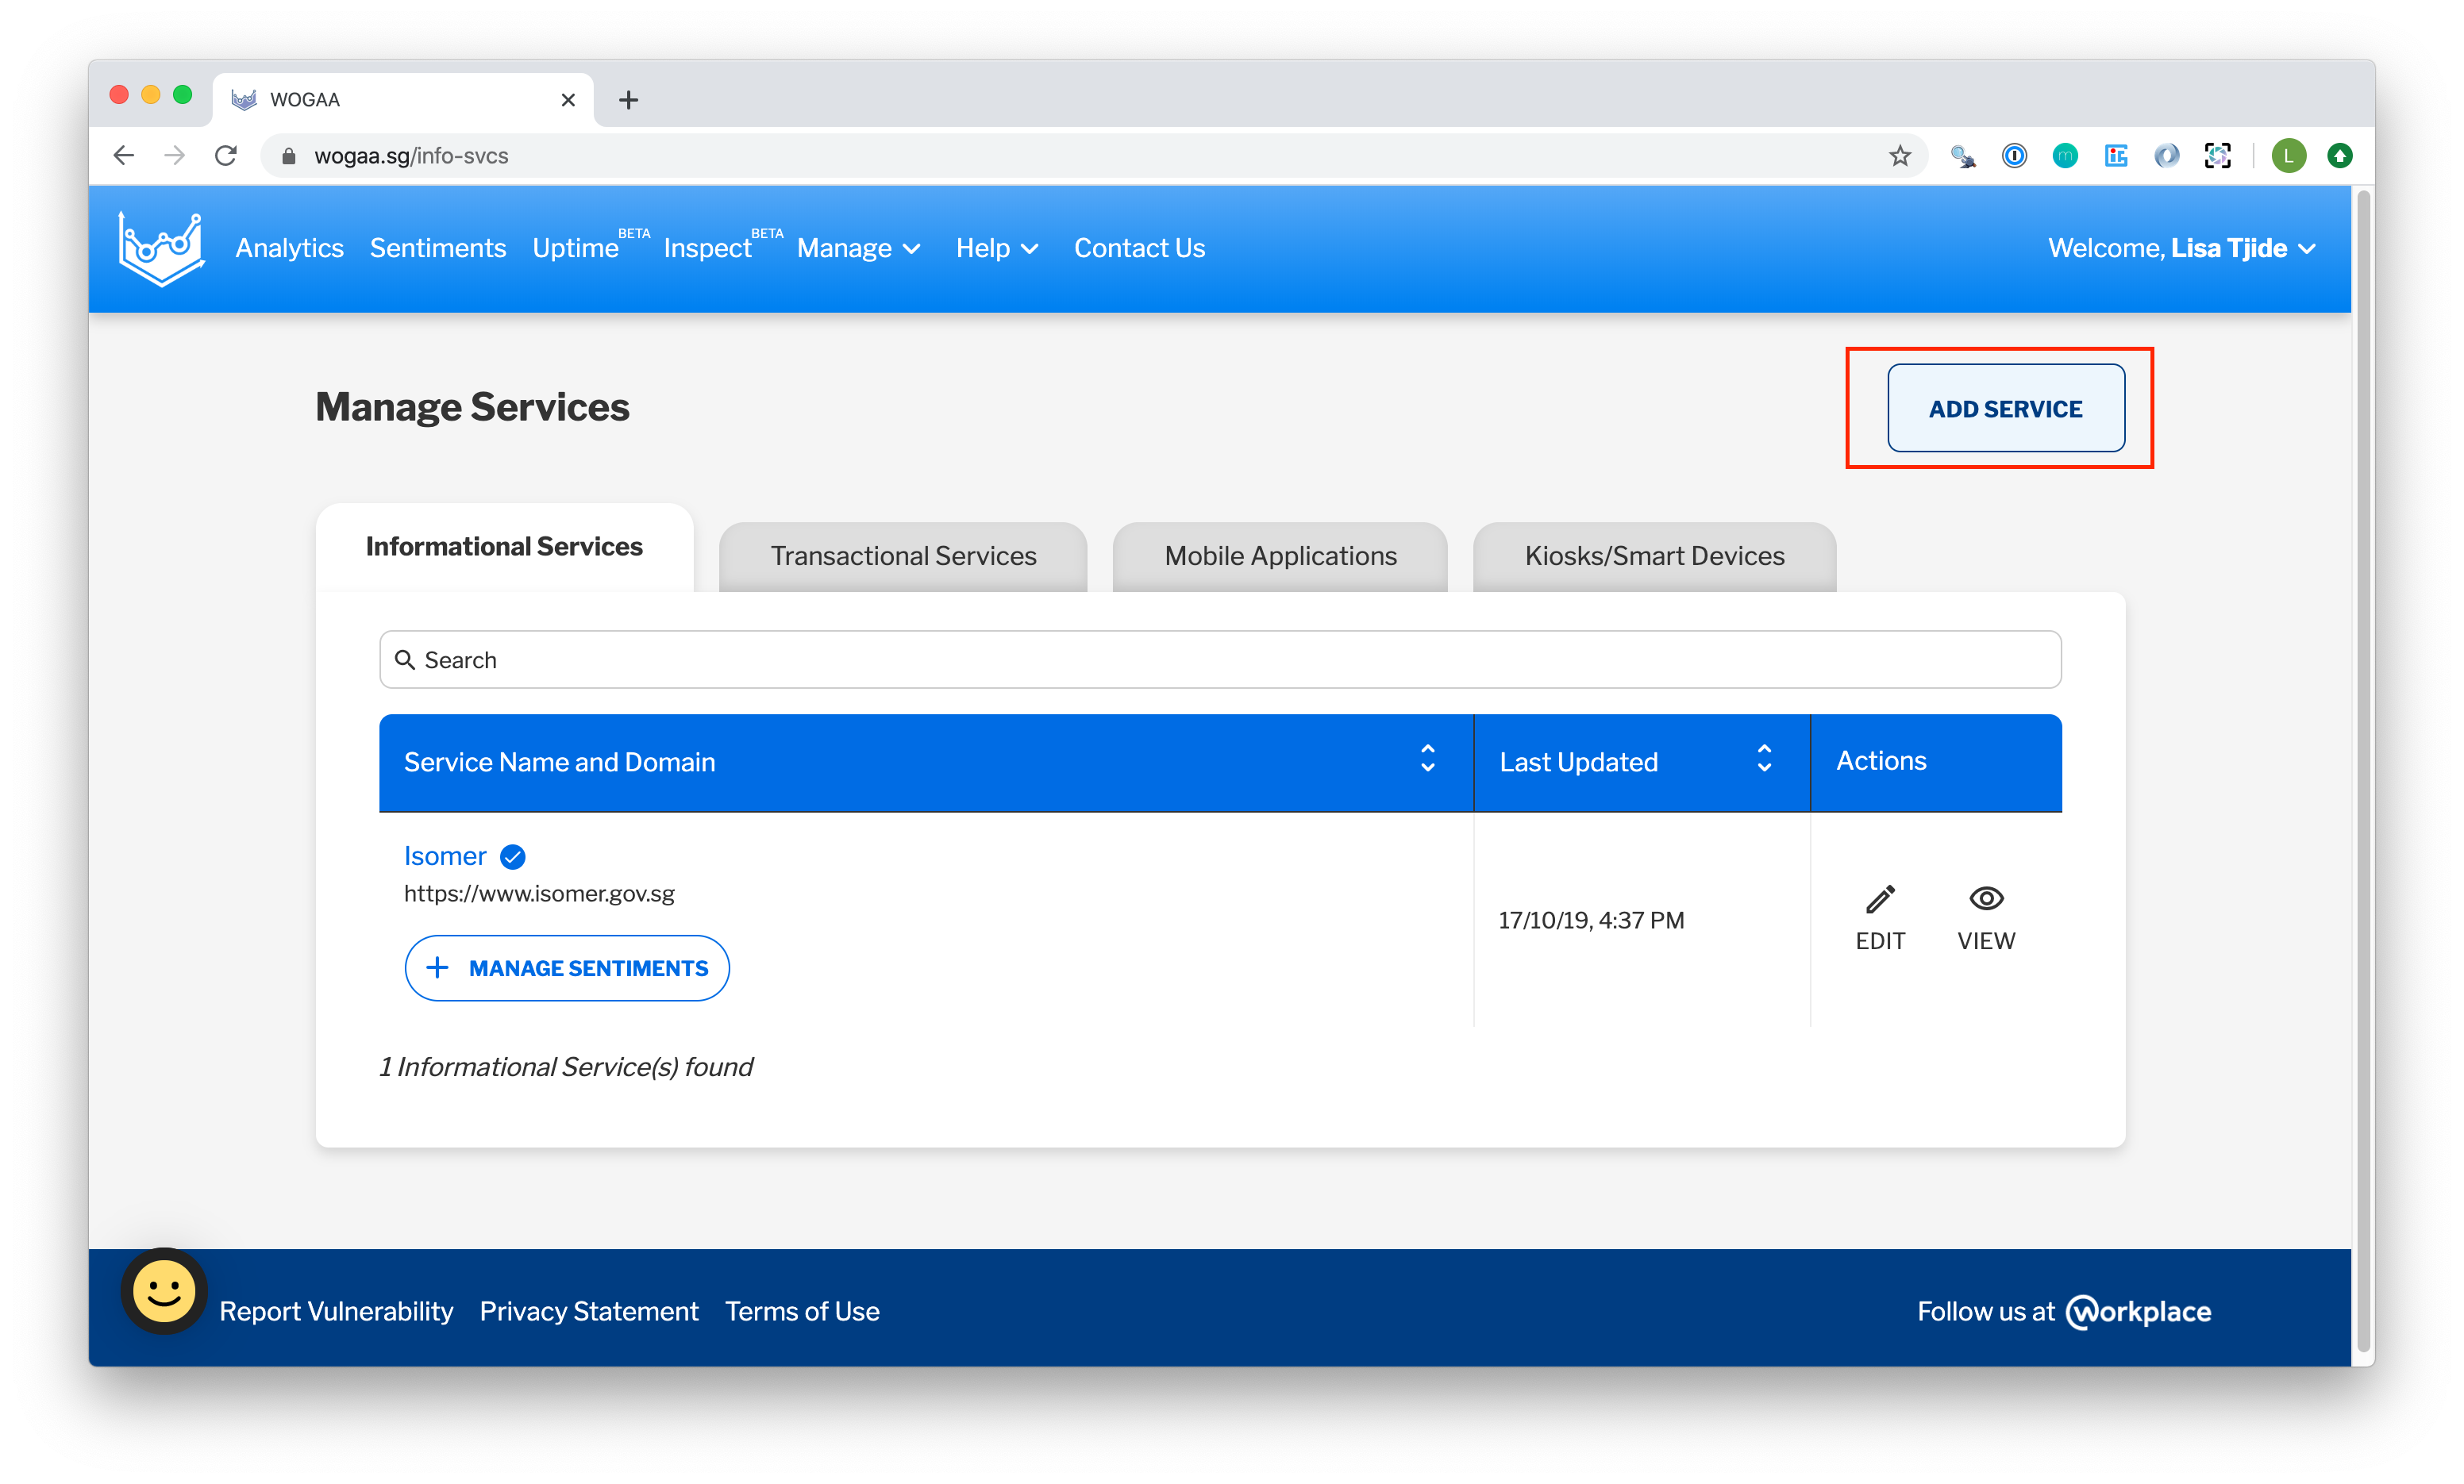 WOGAA
wogaa.sg/info-svcs
L
Analytics Sentiments Uptime BETA Inspect BETA Manage Help Contact Us Welcome, Lisa Tjide
Manage Services
ADD SERVICE
Informational Services Transactional Services Mobile Applications Kiosks/Smart Devices
Search
Service Name and Domain Last Updated Actions
Isomer
https://www.isomer.gov.sg
17/10/19, 4:37 PM
EDIT VIEW
MANAGE SENTIMENTS
1 Informational Service(s) found
Report Vulnerability Privacy Statement Terms of Use Follow us at Workplace